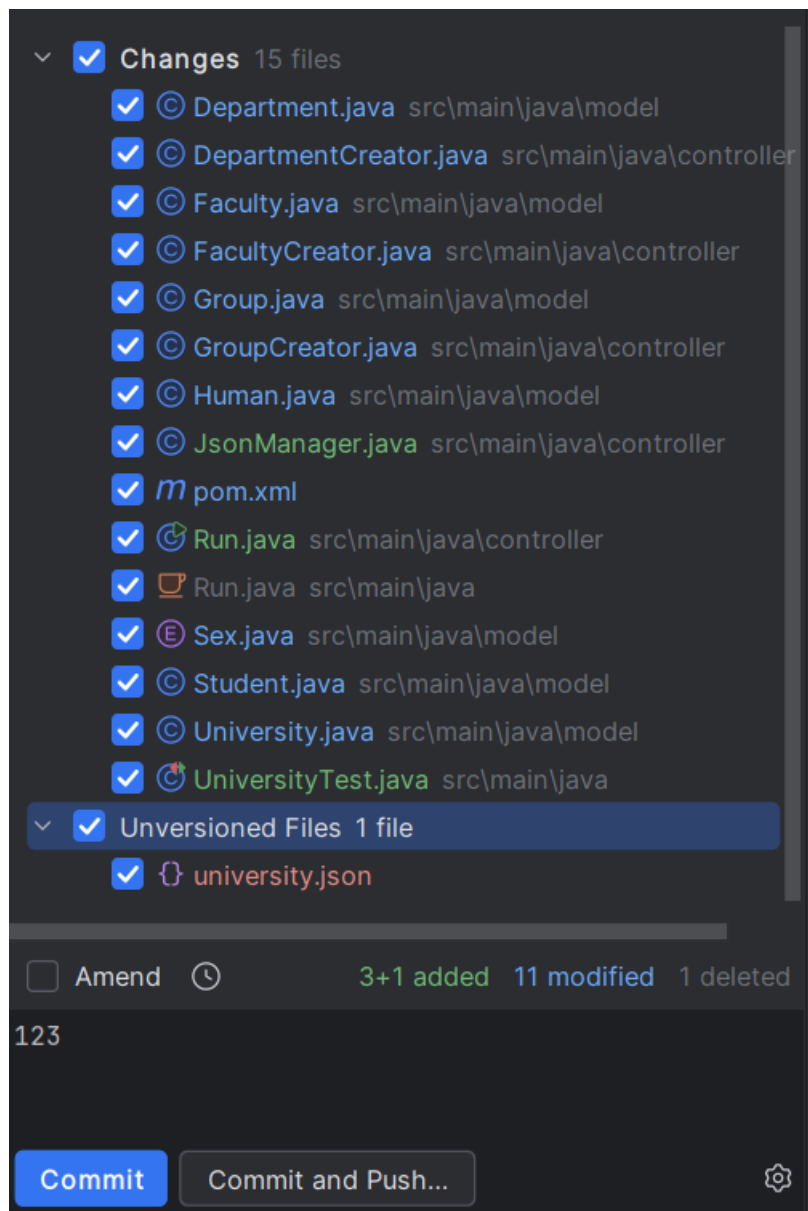 Changes 15 files
Department.java src\main\java\model
DepartmentCreator.java src\main\java\controller
Faculty.java src\main\java\model
FacultyCreator.java src\main\java\controller
Group.java src\main\java\model
GroupCreator.java src\main\java\controller
Human.java src\main\java\model
JsonManager.java src\main\java\controller
pom.xml
Run.java src\main\java\controller
Run.java src\main\java
Sex.java src\main\java\model
Student.java src\main\java\model
University.java src\main\java\model
UniversityTest.java src\main\java
Unversioned Files 1 file
university.json
Amend 3+1 added 11 modified 1 deleted
123
Commit Commit and Push...